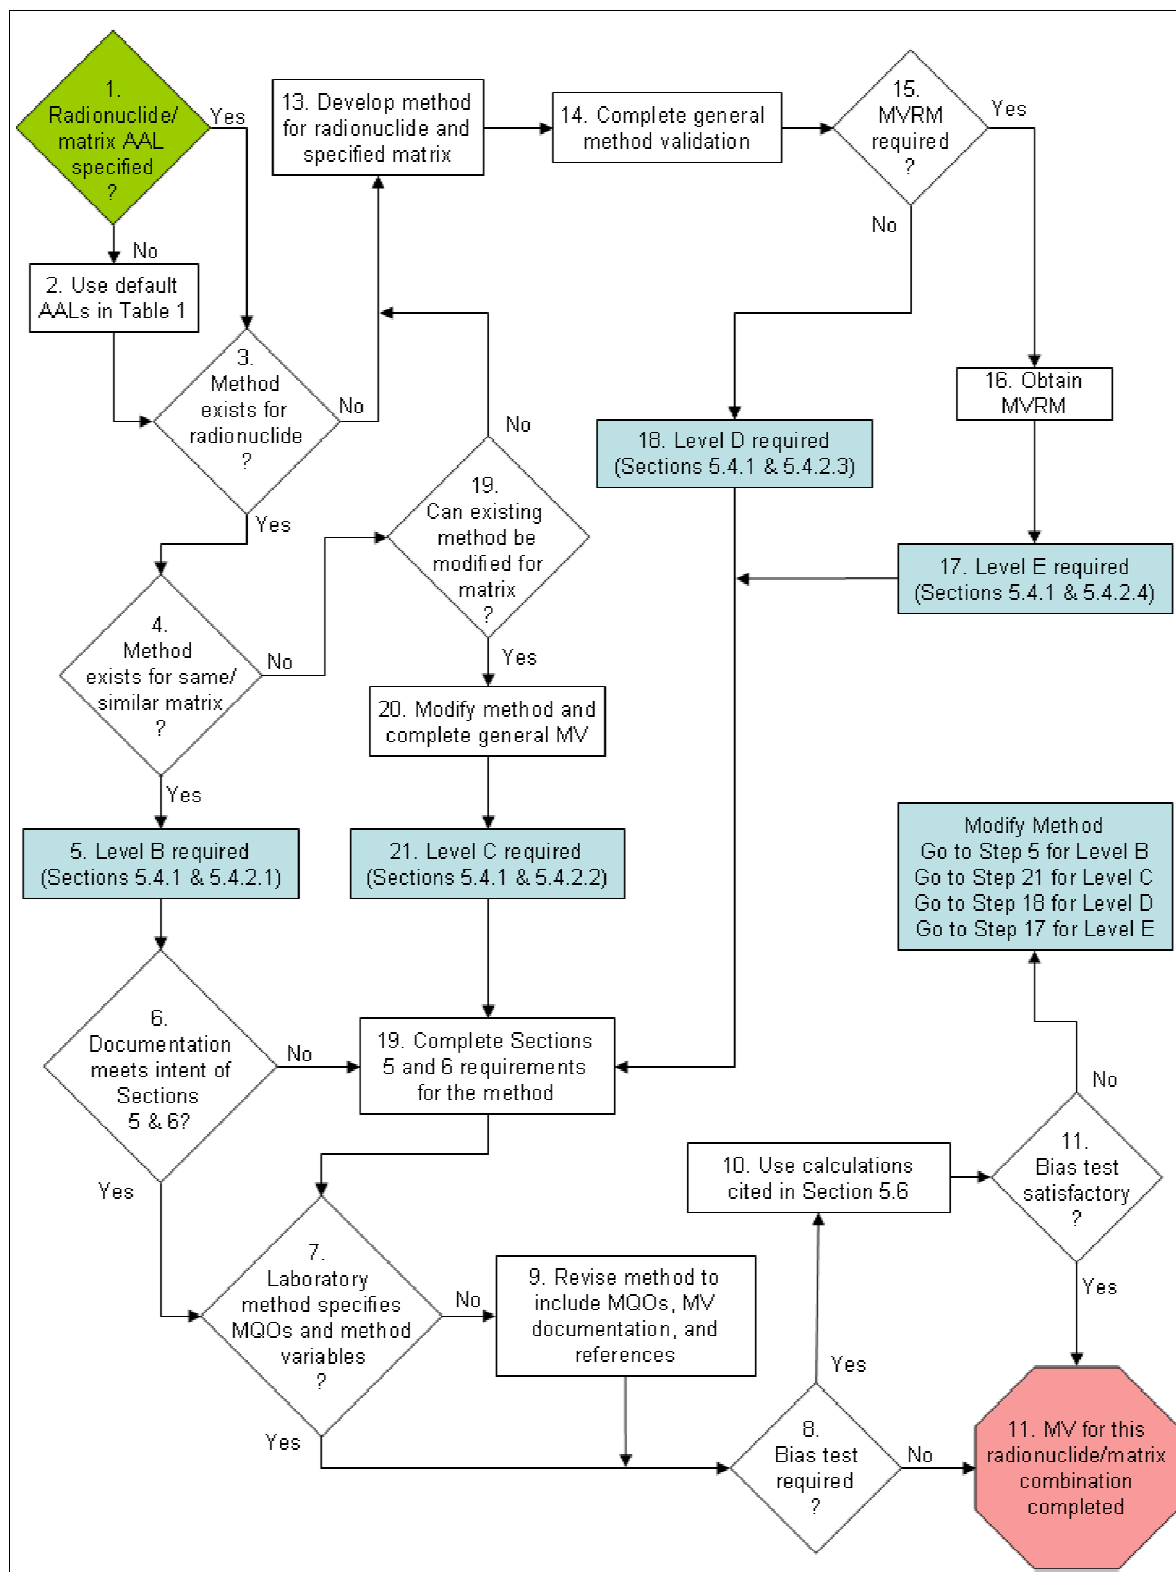 1.
Radionuclide/
matrix AAL
specified
?
Yes
No
2. Use default
AALs in Table 1
3.
Method
exists for
radionuclide
?
No
Yes
4.
Method
exists for same/
similar matrix
?
No
Yes
5. Level B required
(Sections 5.4.1 & 5.4.2.1)
6.
Documentation
meets intent of
Sections
5 & 6?
No
Yes
13. Develop method
for radionuclide and
specified matrix
14. Complete general
method validation
15.
MVRM
required
?
Yes
No
16. Obtain
MVRM
17. Level E required
(Sections 5.4.1 & 5.4.2.4)
18. Level D required
(Sections 5.4.1 & 5.4.2.3)
No
19.
Can existing
method be
modified for
matrix
?
Yes
20. Modify method and
complete general MV
21. Level C required
(Sections 5.4.1 & 5.4.2.2)
19. Complete Sections
5 and 6 requirements
for the method
7.
Laboratory
method specifies
MQOs and method
variables
?
No
Yes
9. Revise method to
include MQOs, MV
documentation, and
references
8.
Bias test
required
?
Yes
No
10. Use calculations
cited in Section 5.6
11.
Bias test
satisfactory
?
No
Yes
Modify Method
Go to Step 5 for Level B
Go to Step 21 for Level C
Go to Step 18 for Level D
Go to Step 17 for Level E
11. MV for this
radionuclide/matrix
combination
completed